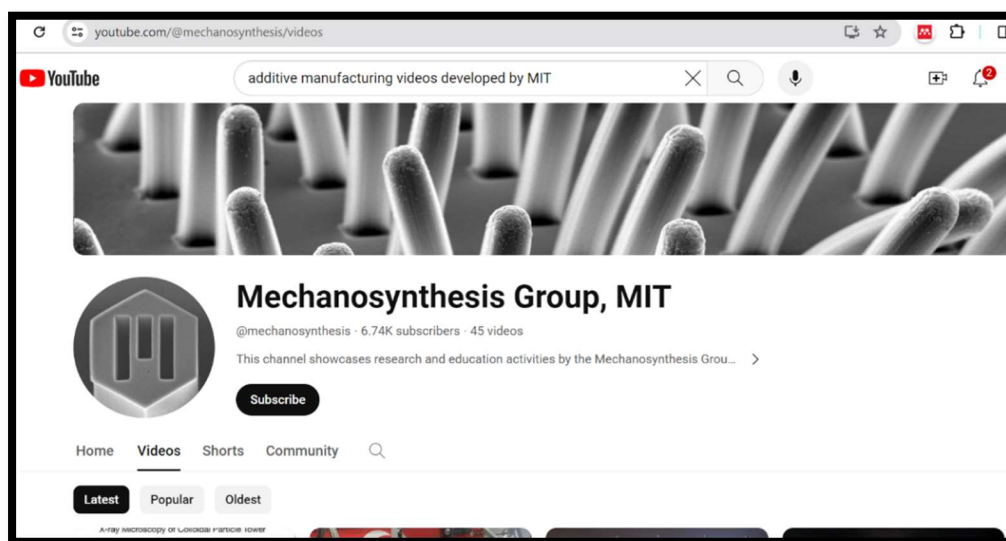 youtube.com/@mechanosynthesis/videos
YouTube
additive manufacturing videos developed by MIT
2
Mechanosynthesis Group, MIT
@mechanosynthesis · 6.74K subscribers · 45 videos
This channel showcases research and education activities by the Mechanosynthesis Grou...
Subscribe
Home Videos Shorts Community
Latest Popular Oldest
X-ray Microscopy of Colloidal Particle Tower